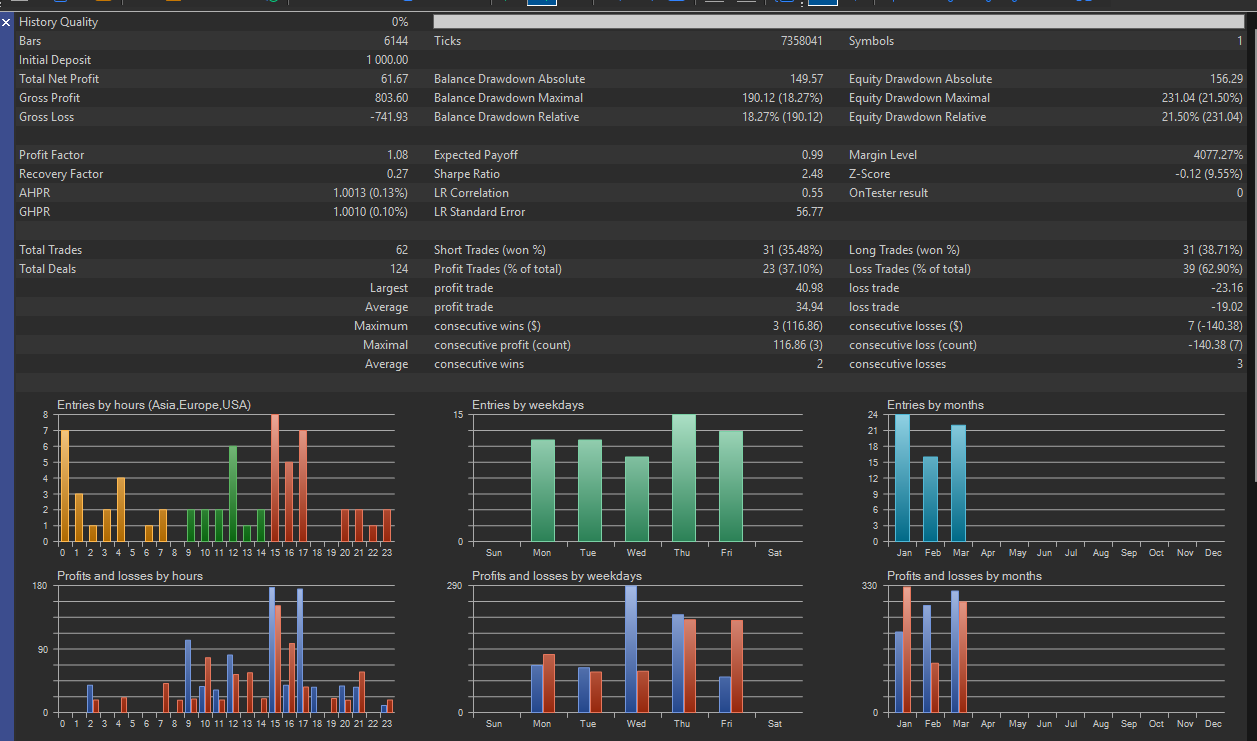 History Quality 0%
Bars 6144 Ticks 7358041 Symbols 1
Initial Deposit 1 000.00
Total Net Profit 61.67 Balance Drawdown Absolute 149.57 Equity Drawdown Absolute 156.29
Gross Profit 803.60 Balance Drawdown Maximal 190.12 (18.27%) Equity Drawdown Maximal 231.04 (21.50%)
Gross Loss -741.93 Balance Drawdown Relative 18.27% (190.12) Equity Drawdown Relative 21.50% (231.04)
Profit Factor 1.08 Expected Payoff 0.99 Margin Level 4077.27%
Recovery Factor 0.27 Sharpe Ratio 2.48 Z-Score -0.12 (9.55%)
AHPR 1.0013 (0.13%) LR Correlation 0.55 OnTester result 0
GHPR 1.0010 (0.10%) LR Standard Error 56.77
Total Trades 62 Short Trades (won %) 31 (35.48%) Long Trades (won %) 31 (38.71%)
Total Deals 124 Profit Trades (% of total) 23 (37.10%) Loss Trades (% of total) 39 (62.90%)
Largest profit trade 40.98 loss trade -23.16
Average profit trade 34.94 loss trade -19.02
Maximum consecutive wins ($) 3 (116.86) consecutive losses ($) 7 (-140.38)
Maximal consecutive profit (count) 116.86 (3) consecutive loss (count) -140.38 (7)
Average consecutive wins 2 consecutive losses 3
Entries by hours (Asia,Europe,USA)
8
7
6
5
4
3
2
1
0
0 1 2 3 4 5 6 7 8 9 10 11 12 13 14 15 16 17 18 19 20 21 22 23
Entries by weekdays
15
0
Sun Mon Tue Wed Thu Fri Sat
Entries by months
24
21
18
15
12
9
6
3
0
Jan Feb Mar Apr May Jun Jul Aug Sep Oct Nov Dec
Profits and losses by hours
180
90
0
0 1 2 3 4 5 6 7 8 9 10 11 12 13 14 15 16 17 18 19 20 21 22 23
Profits and losses by weekdays
290
0
Sun Mon Tue Wed Thu Fri Sat
Profits and losses by months
330
0
Jan Feb Mar Apr May Jun Jul Aug Sep Oct Nov Dec